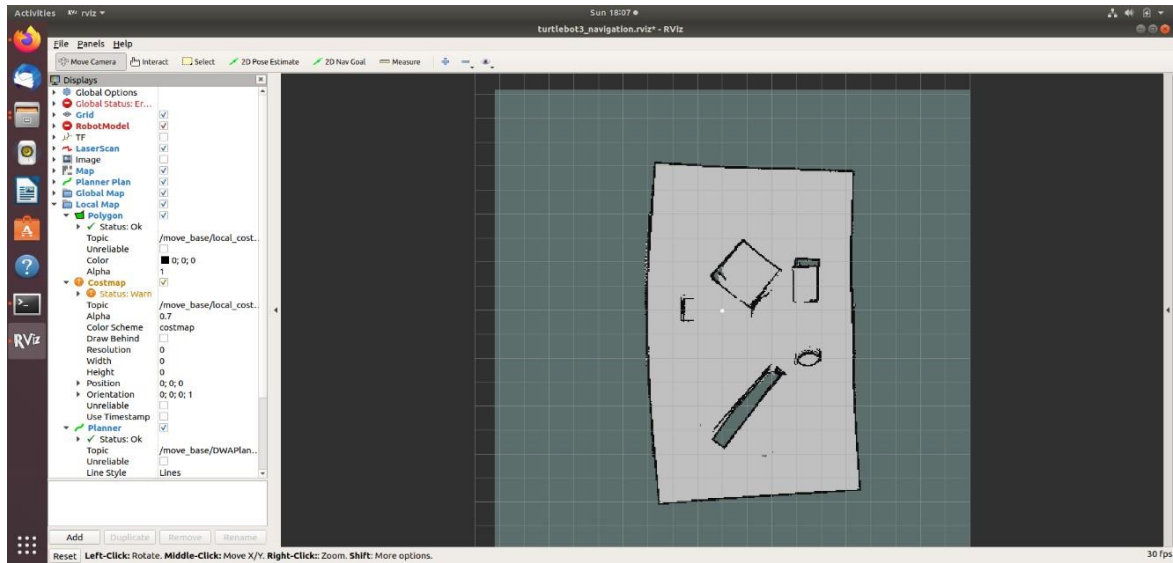 Activities RViz rviz Sun 18:07
turtlebot3_navigation.rviz* - RViz
File Panels Help
Move Camera Interact Select 2D Pose Estimate 2D Nav Goal Measure
Displays
Global Options
Global Status: Er...
Grid
RobotModel
TF
LaserScan
Image
Map
Planner Plan
Global Map
Local Map
Polygon
Status: Ok
Topic /move_base/local_cost..
Unreliable
Color 0; 0; 0
Alpha 1
Costmap
Status: Warn
Topic /move_base/local_cost..
Alpha 0.7
Color Scheme costmap
Draw Behind
Resolution 0
Width 0
Height 0
Position 0; 0; 0
Orientation 0; 0; 0; 1
Unreliable
Use Timestamp
Planner
Status: Ok
Topic /move_base/DWAPlan..
Unreliable
Line Style Lines
RViz
Add Duplicate Remove Rename
Reset Left-Click: Rotate. Middle-Click: Move X/Y. Right-Click:: Zoom. Shift: More options. 30 fps